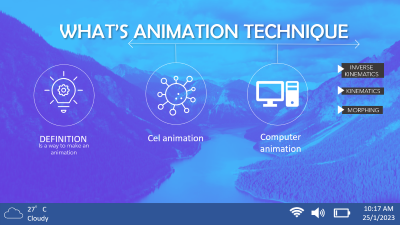 WHAT'S ANIMATION TECHNIQUE
DEFINITION
Is a way to make an
animation
Cel animation
Computer
animation
INVERSE
KINEMATICS
KINEMATICS
MORPHING
27° C
Cloudy
10:17 AM
25/1/2023